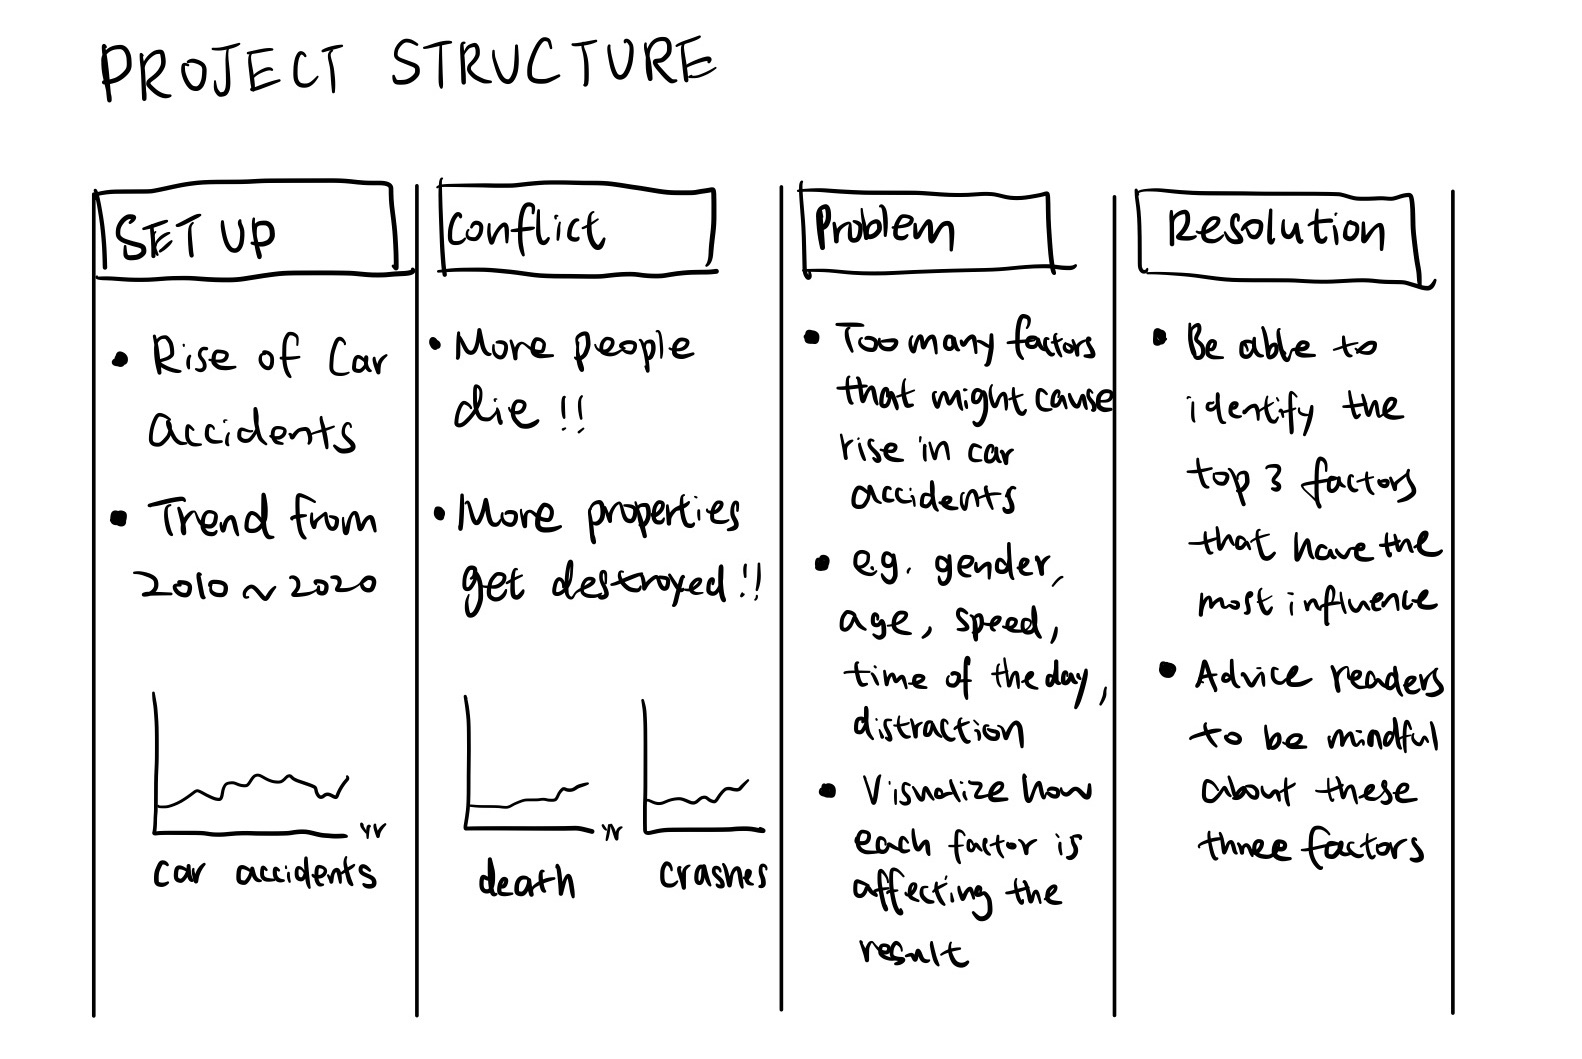 PROJECT STRUCTURE
SET UP
• Rise of Car
accidents
• Trend from
2010 ~ 2020
yr
car accidents
Conflict
• More people
die !!
• More properties
get destroyed !!
yr
death
crashes
Problem
• Too many factors
that might cause
rise in car
accidents
• e.g. gender,
age, speed,
time of the day,
distraction
• Visualize how
each factor is
affecting the
result
Resolution
• Be able to
identify the
top 3 factors
that have the
most influence
• Advice readers
to be mindful
about these
three factors